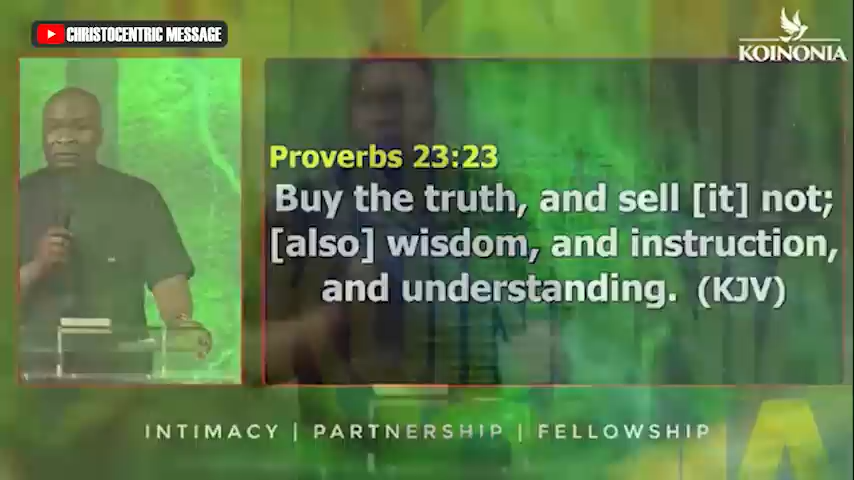 CHRISTOCENTRIC MESSAGE
KOINONIA
Proverbs 23:23
Buy the truth, and sell [it] not;
[also] wisdom, and instruction,
and understanding. (KJV)
INTIMACY | PARTNERSHIP | FELLOWSHIP